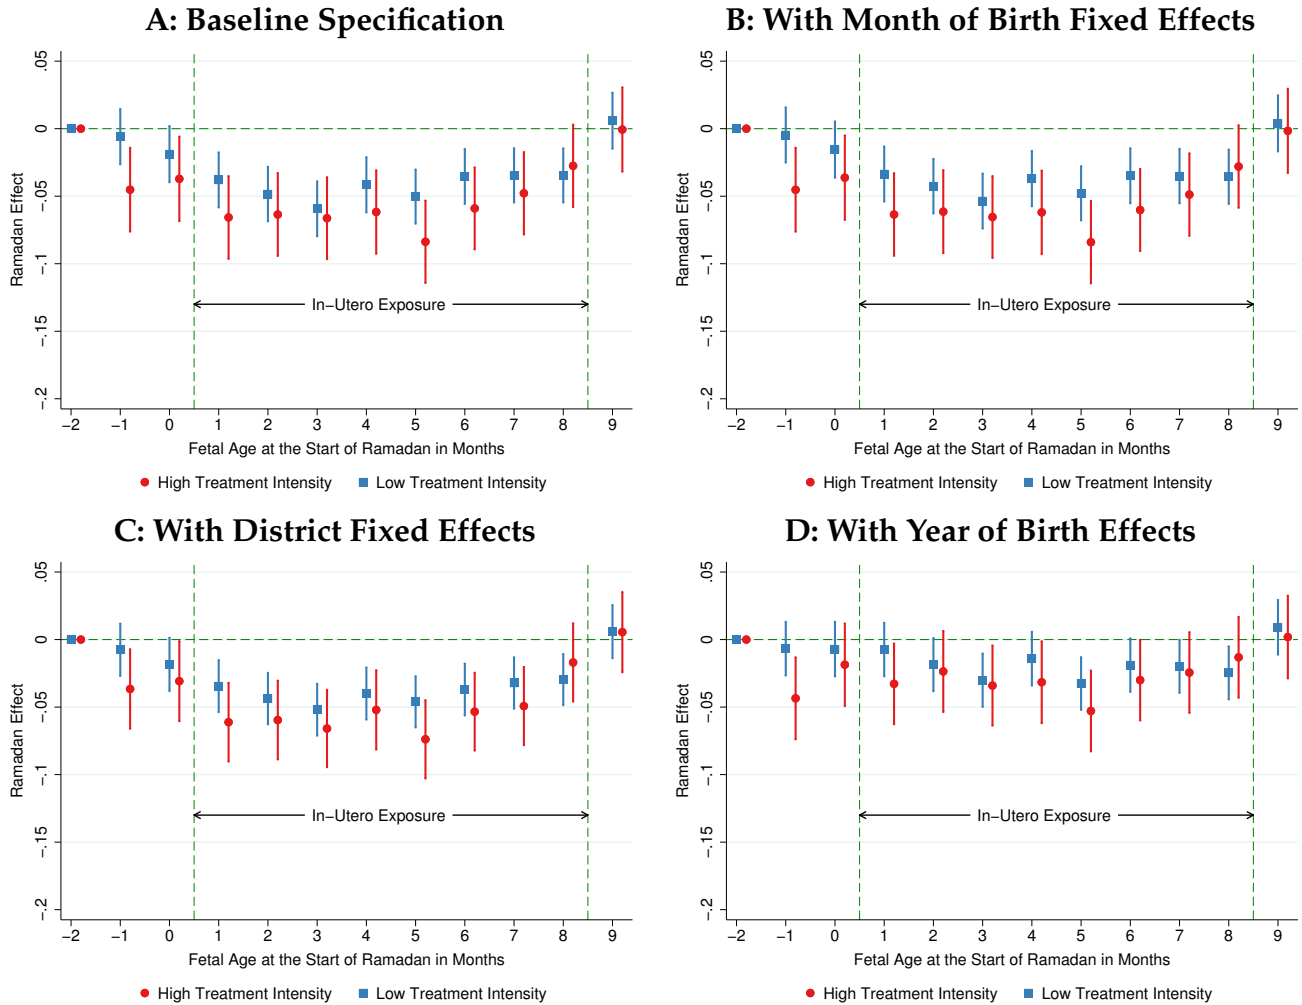 A: Baseline Specification
.05
0
-.05
-.1
-.15
-.2
Ramadan Effect
In-Utero Exposure
-2 -1 0 1 2 3 4 5 6 7 8 9
Fetal Age at the Start of Ramadan in Months
High Treatment Intensity Low Treatment Intensity
B: With Month of Birth Fixed Effects
.05
0
-.05
-.1
-.15
-.2
Ramadan Effect
In-Utero Exposure
-2 -1 0 1 2 3 4 5 6 7 8 9
Fetal Age at the Start of Ramadan in Months
High Treatment Intensity Low Treatment Intensity
C: With District Fixed Effects
.05
0
-.05
-.1
-.15
-.2
Ramadan Effect
In-Utero Exposure
-2 -1 0 1 2 3 4 5 6 7 8 9
Fetal Age at the Start of Ramadan in Months
High Treatment Intensity Low Treatment Intensity
D: With Year of Birth Effects
.05
0
-.05
-.1
-.15
-.2
Ramadan Effect
In-Utero Exposure
-2 -1 0 1 2 3 4 5 6 7 8 9
Fetal Age at the Start of Ramadan in Months
High Treatment Intensity Low Treatment Intensity